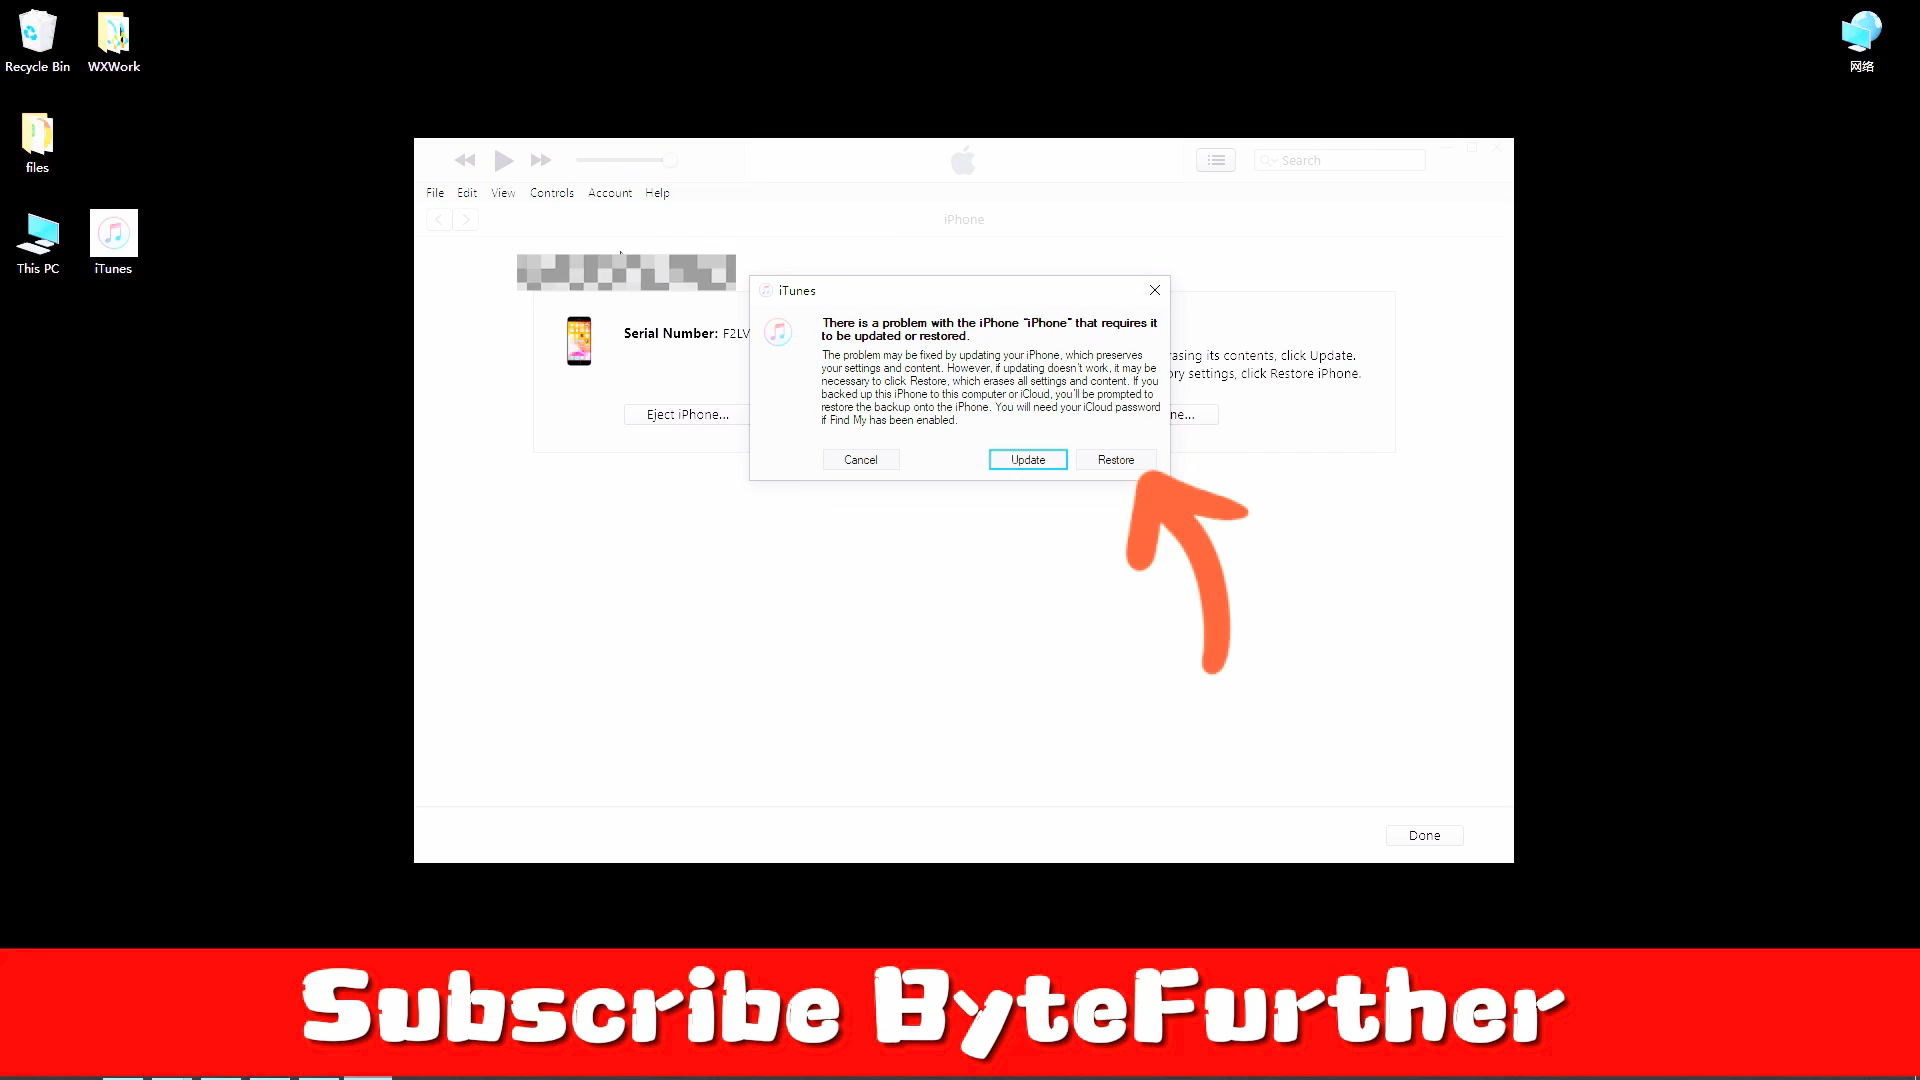 Recycle Bin
WXWork
网络
files
This PC
iTunes
Search
File Edit View Controls Account Help
iPhone
iTunes
There is a problem with the iPhone "iPhone" that requires it
to be updated or restored.
The problem may be fixed by updating your iPhone, which preserves
your settings and content. However, if updating doesn't work, it may be
necessary to click Restore, which erases all settings and content. If you
backed up this iPhone to this computer or iCloud, you'll be prompted to
restore the backup onto the iPhone. You will need your iCloud password
if Find My has been enabled.
Cancel Update Restore
Serial Number: F2LV
asing its contents, click Update.
ory settings, click Restore iPhone.
Eject iPhone...
ne...
Done
Subscribe ByteFurther